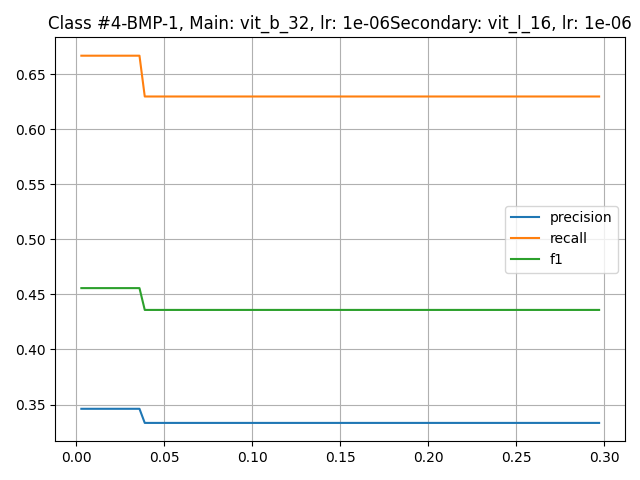 Class #4-BMP-1, Main: vit_b_32, lr: 1e-06Secondary: vit_l_16, lr: 1e-06
0.65
0.60
0.55
0.50
0.45
0.40
0.35
precision
recall
f1
0.00 0.05 0.10 0.15 0.20 0.25 0.30